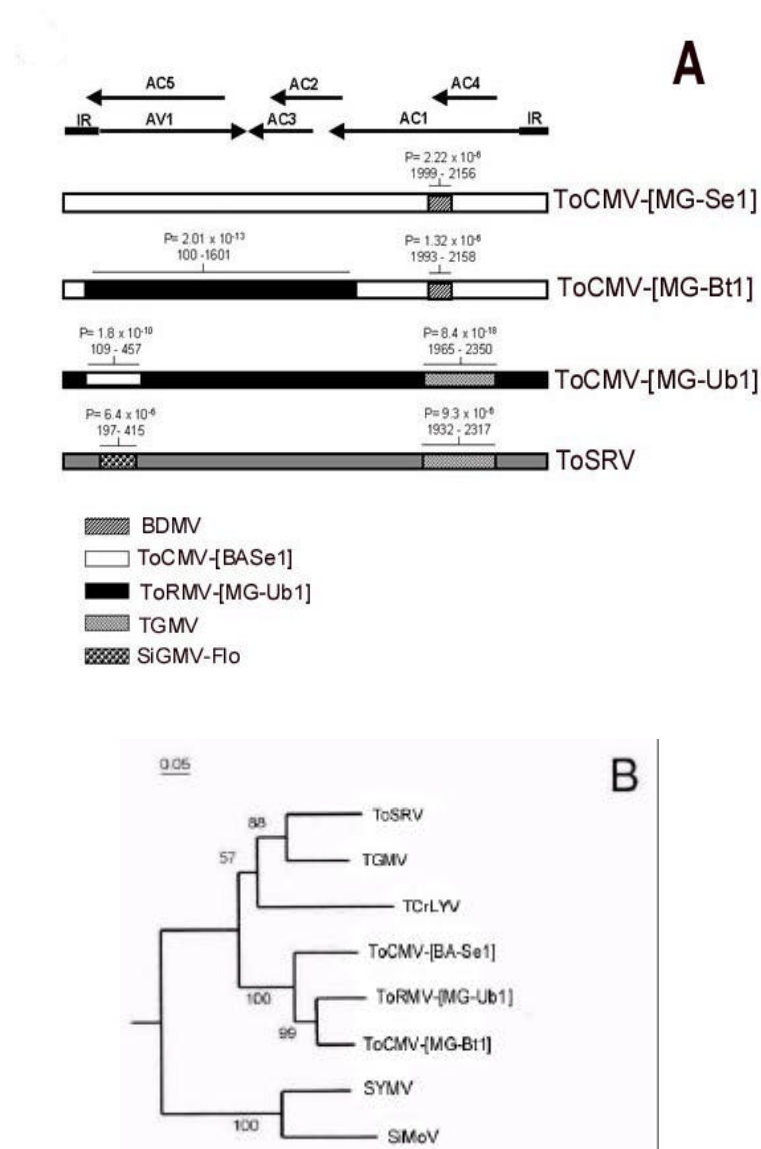 A
AC5 AC2 AC4
IR AV1 AC3 AC1 IR
P= 2.22 x 10-6
1999 - 2156
ToCMV-[MG-Se1]
P= 2.01 x 10-13 P= 1.32 x 10-6
100 -1601 1993 - 2158
ToCMV-[MG-Bt1]
P= 1.8 x 10-10 P= 8.4 x 10-18
109 - 457 1965 - 2350
ToCMV-[MG-Ub1]
P= 6.4 x 10-6 P= 9.3 x 10-6
197- 415 1932 - 2317
ToSRV
BDMV
ToCMV-[BASe1]
ToRMV-[MG-Ub1]
TGMV
SiGMV-Flo
0.05
B
ToSRV
88
TGMV
57
TCrLYV
ToCMV-[BA-Se1]
100
ToRMV-[MG-Ub1]
99
ToCMV-[MG-Bt1]
SYMV
100
SiMoV